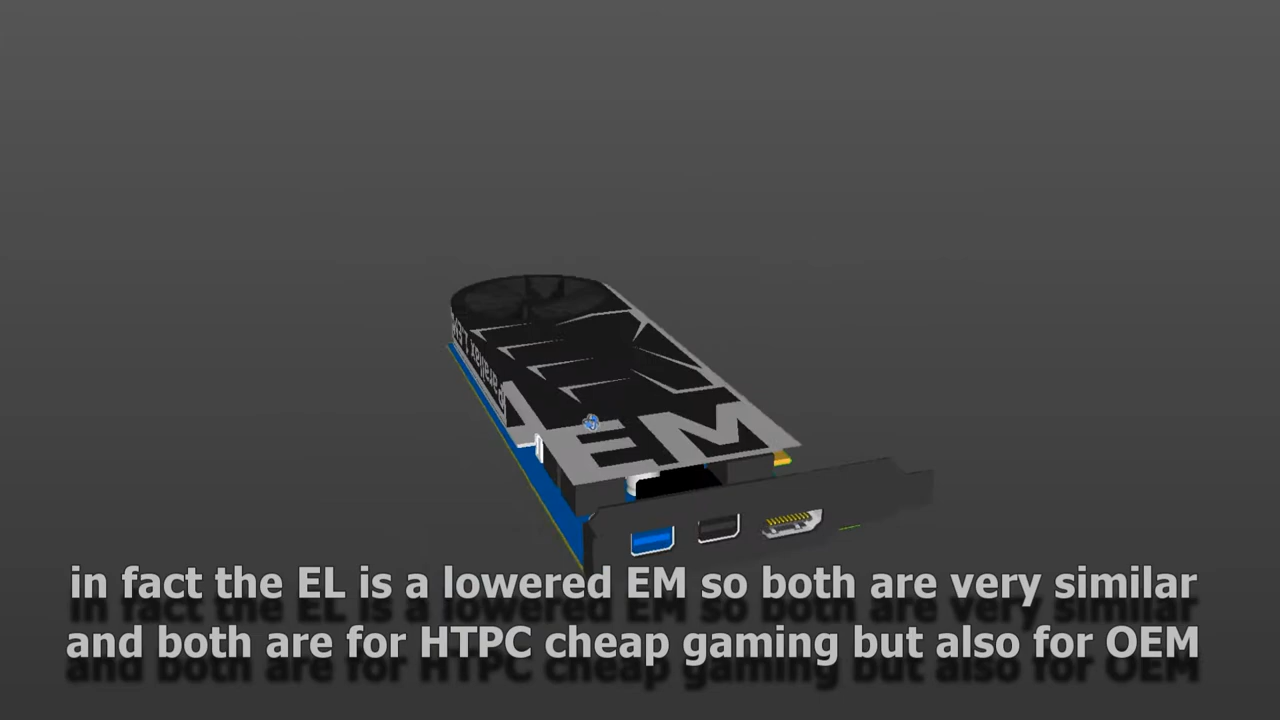 EM
in fact the EL is a lowered EM so both are very similar
and both are for HTPC cheap gaming but also for OEM